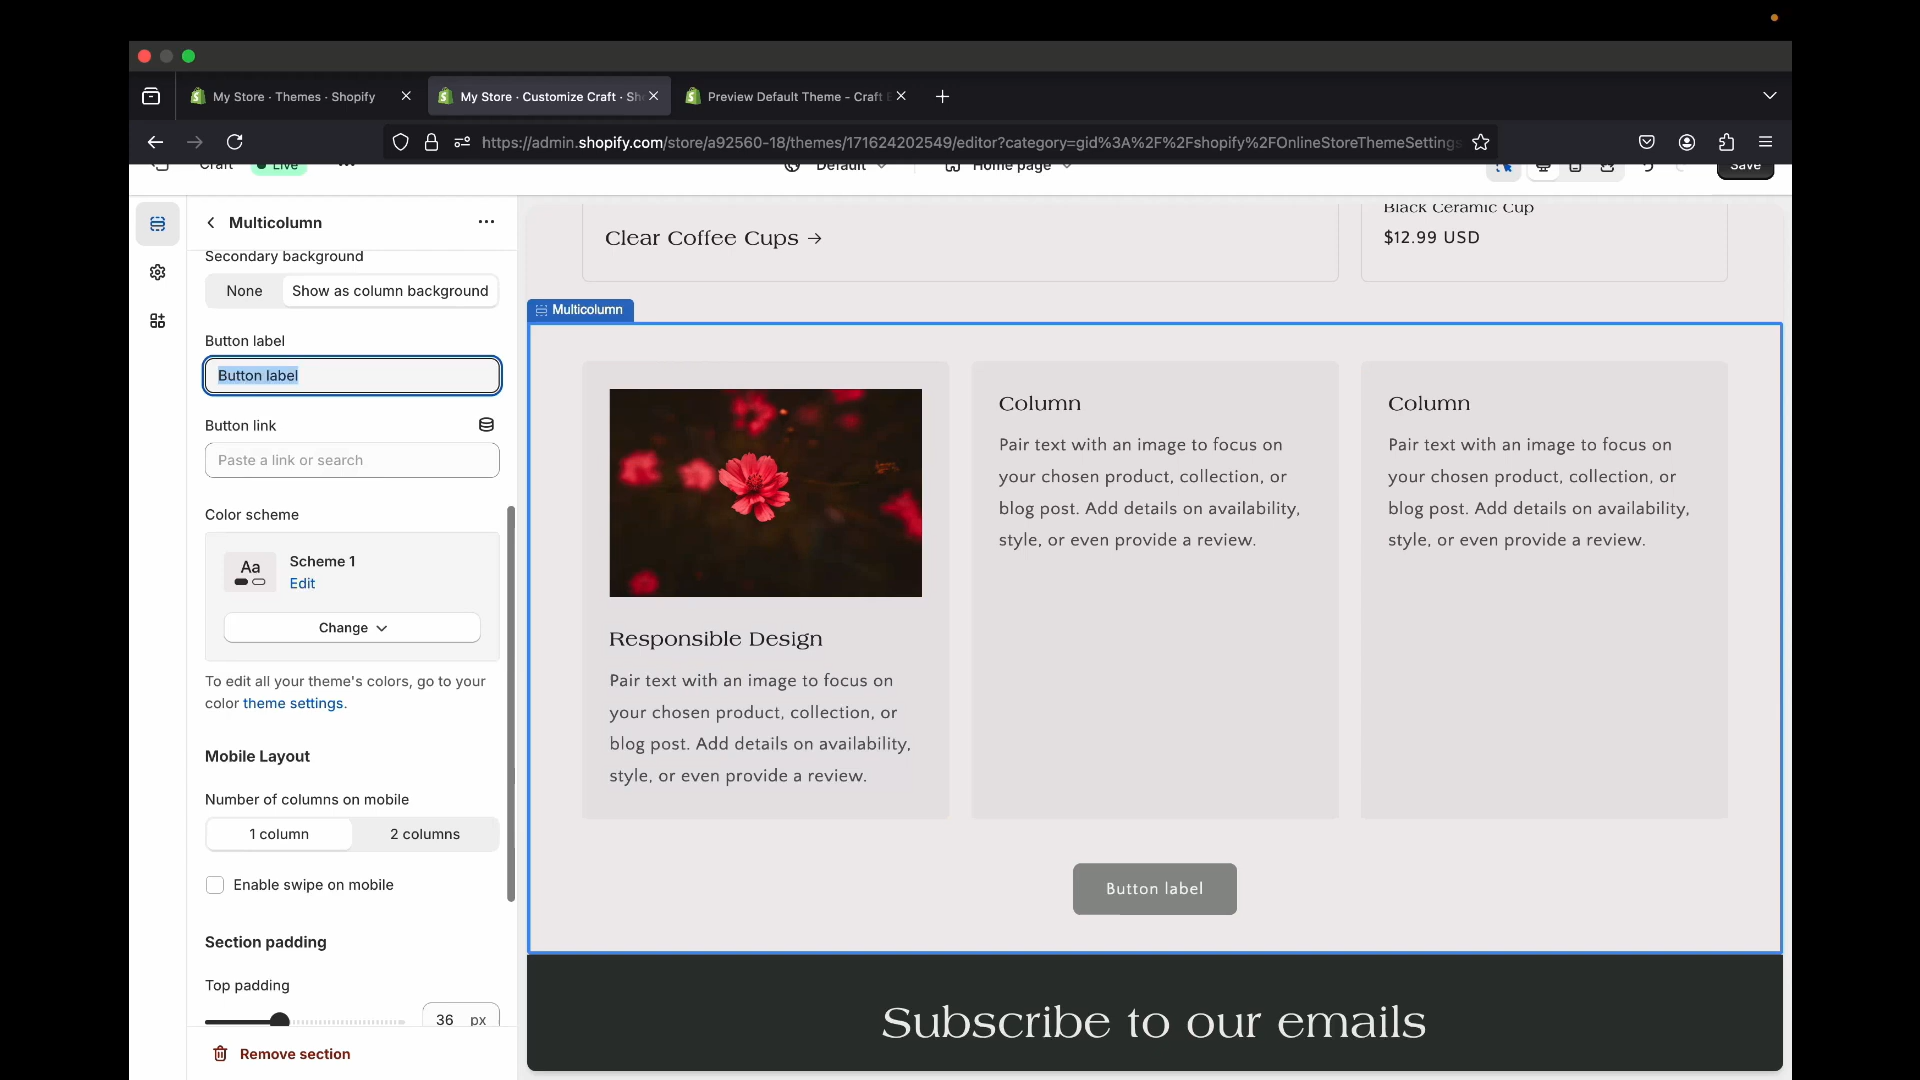 My Store · Themes · Shopify
My Store · Customize Craft · Sh
Preview Default Theme - Craft
https://admin.shopify.com/store/a92560-18/themes/171624202549/editor?category=gid%3A%2F%2Fshopify%2FOnlineStoreThemeSettings
Craft
Live
Default
Home page
Save
Multicolumn
Secondary background
None
Show as column background
Button label
Button label
Button link
Paste a link or search
Color scheme
Aa
Scheme 1
Edit
Change
To edit all your theme's colors, go to your
color theme settings.
Mobile Layout
Number of columns on mobile
1 column
2 columns
Enable swipe on mobile
Section padding
Top padding
36 px
Remove section
Clear Coffee Cups →
Black Ceramic Cup
$12.99 USD
Multicolumn
Responsible Design
Pair text with an image to focus on
your chosen product, collection, or
blog post. Add details on availability,
style, or even provide a review.
Column
Pair text with an image to focus on
your chosen product, collection, or
blog post. Add details on availability,
style, or even provide a review.
Column
Pair text with an image to focus on
your chosen product, collection, or
blog post. Add details on availability,
style, or even provide a review.
Button label
Subscribe to our emails